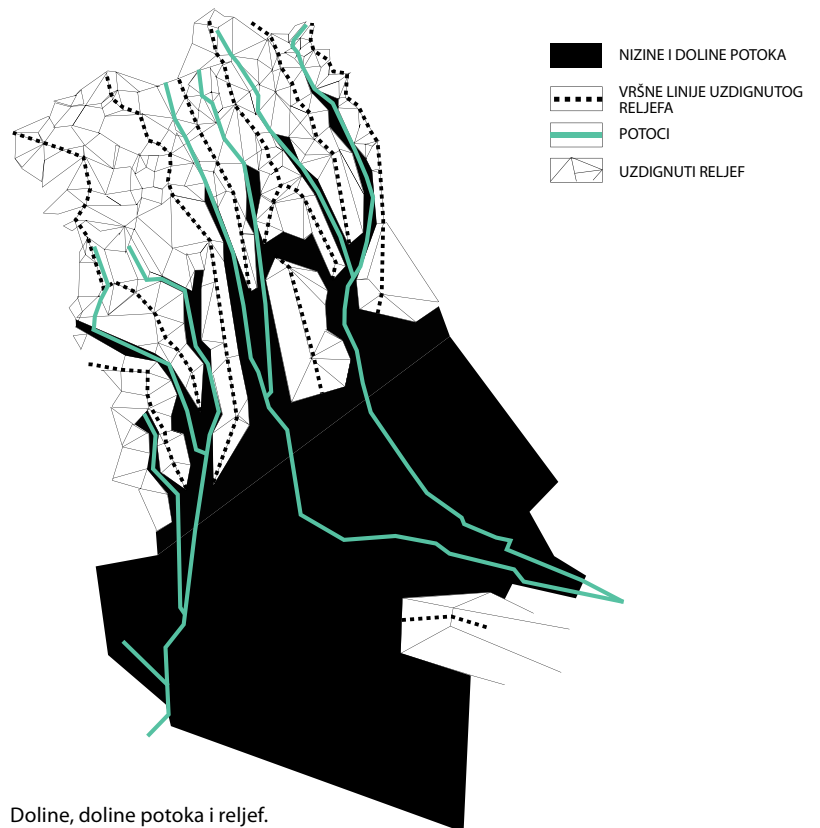 NIZINE I DOLINE POTOKA
VRŠNE LINIJE UZDIGNUTOG
RELJEFA
POTOCI
UZDIGNUTI RELJEF
Doline, doline potoka i reljef.